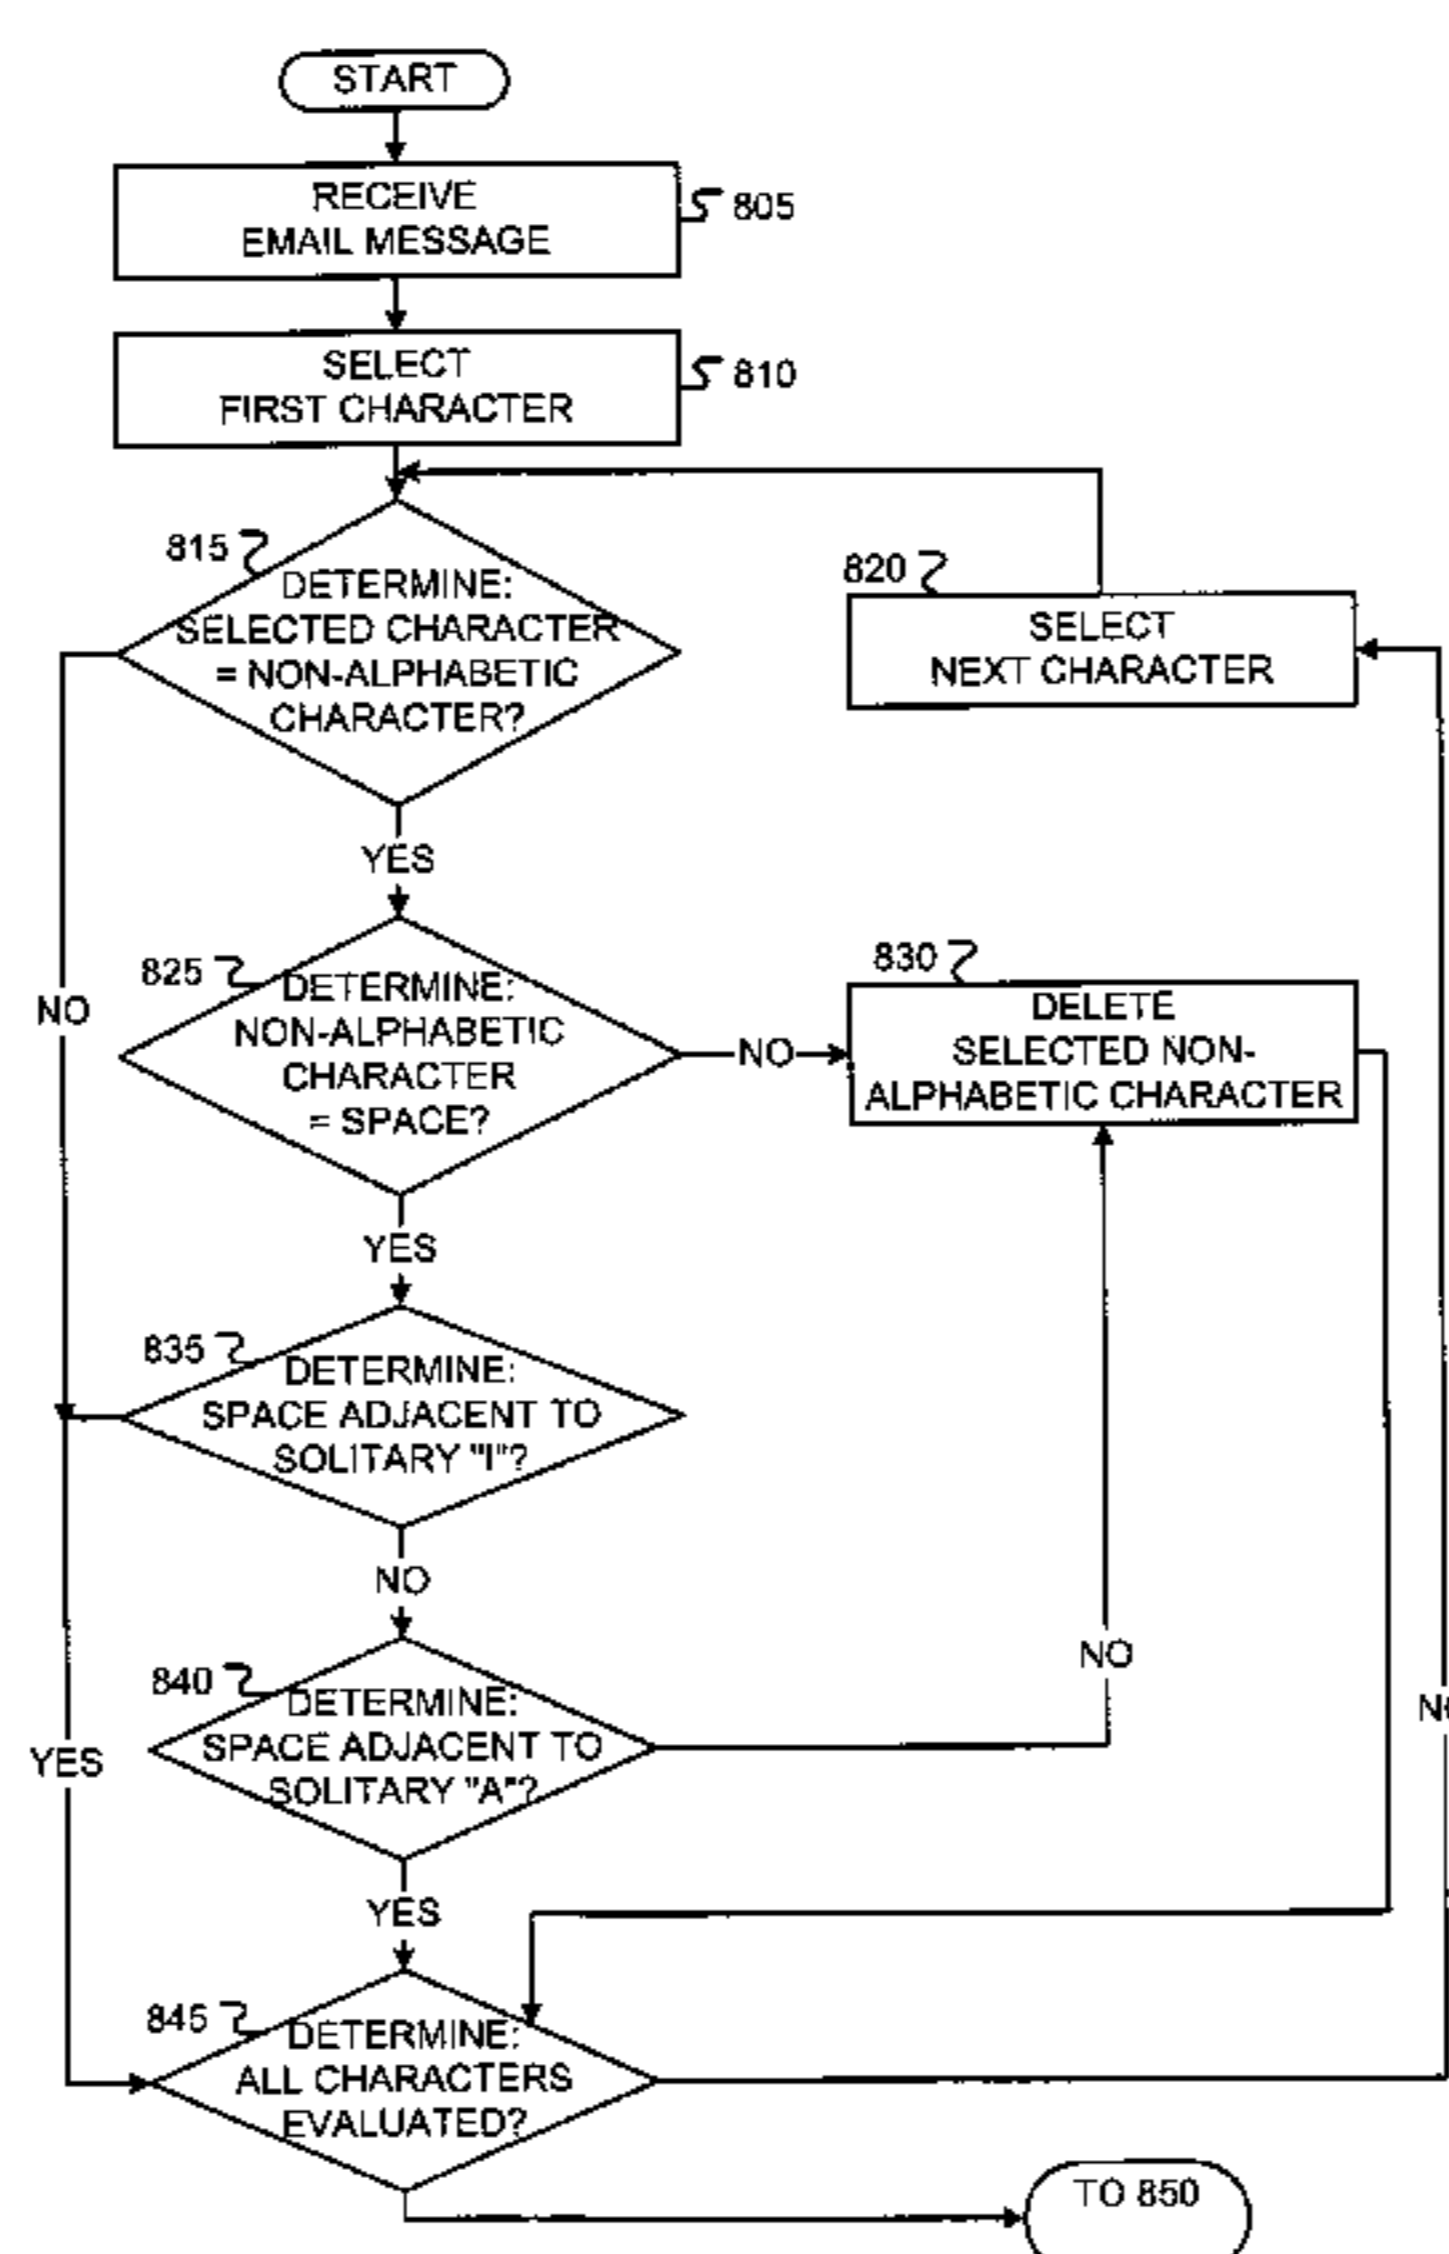 START
RECEIVE
EMAIL MESSAGE
805
SELECT
FIRST CHARACTER
810
815
DETERMINE:
SELECTED CHARACTER
= NON-ALPHABETIC
CHARACTER?
820
SELECT
NEXT CHARACTER
YES
NO
825
DETERMINE:
NON-ALPHABETIC
CHARACTER
= SPACE?
NO
830
DELETE
SELECTED NON-
ALPHABETIC CHARACTER
YES
835
DETERMINE:
SPACE ADJACENT TO
SOLITARY "I"?
NO
840
DETERMINE:
SPACE ADJACENT TO
SOLITARY "A"?
NO
YES
YES
845
DETERMINE:
ALL CHARACTERS
EVALUATED?
TO 850